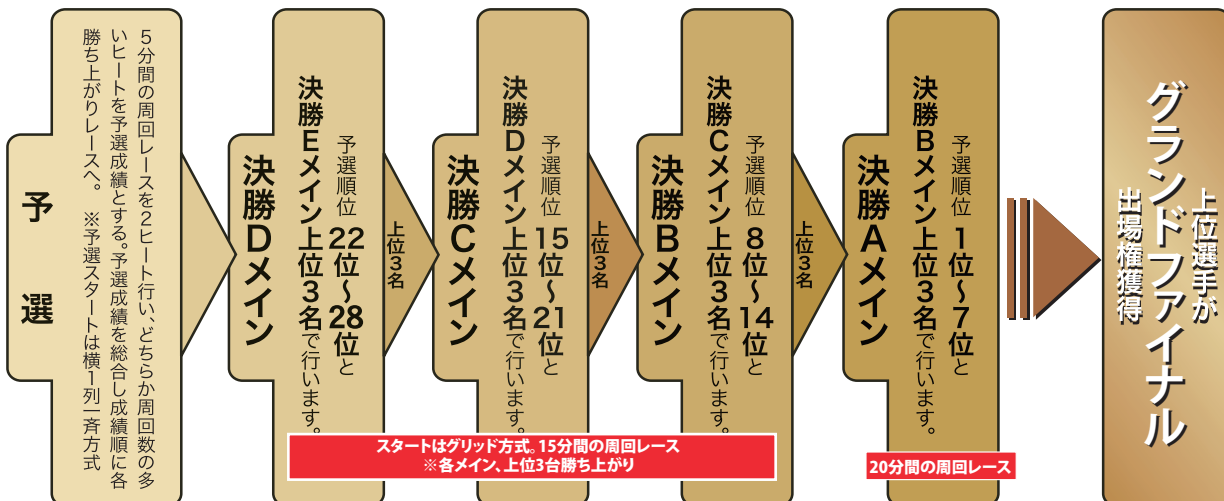 予選
５分間の周回レースを２ヒート行い、どちらか周回数の多
いヒートを予選成績とする。予選成績を総合し成績順に各
勝ち上がりレースへ。 ※予選スタートは横１列一斉方式
決勝Ｄメイン
予選順位 22位～28位と
決勝Ｅメイン上位３名で行います。
上位３名
決勝Ｃメイン
予選順位 15位～21位と
決勝Ｄメイン上位３名で行います。
上位３名
決勝Ｂメイン
予選順位 ８位～14位と
決勝Ｃメイン上位３名で行います。
上位３名
決勝Ａメイン
予選順位 １位～７位と
決勝Ｂメイン上位３名で行います。
スタートはグリッド方式。15分間の周回レース
※各メイン、上位3台勝ち上がり
20分間の周回レース
上位選手が
グランドファイナル
出場権獲得